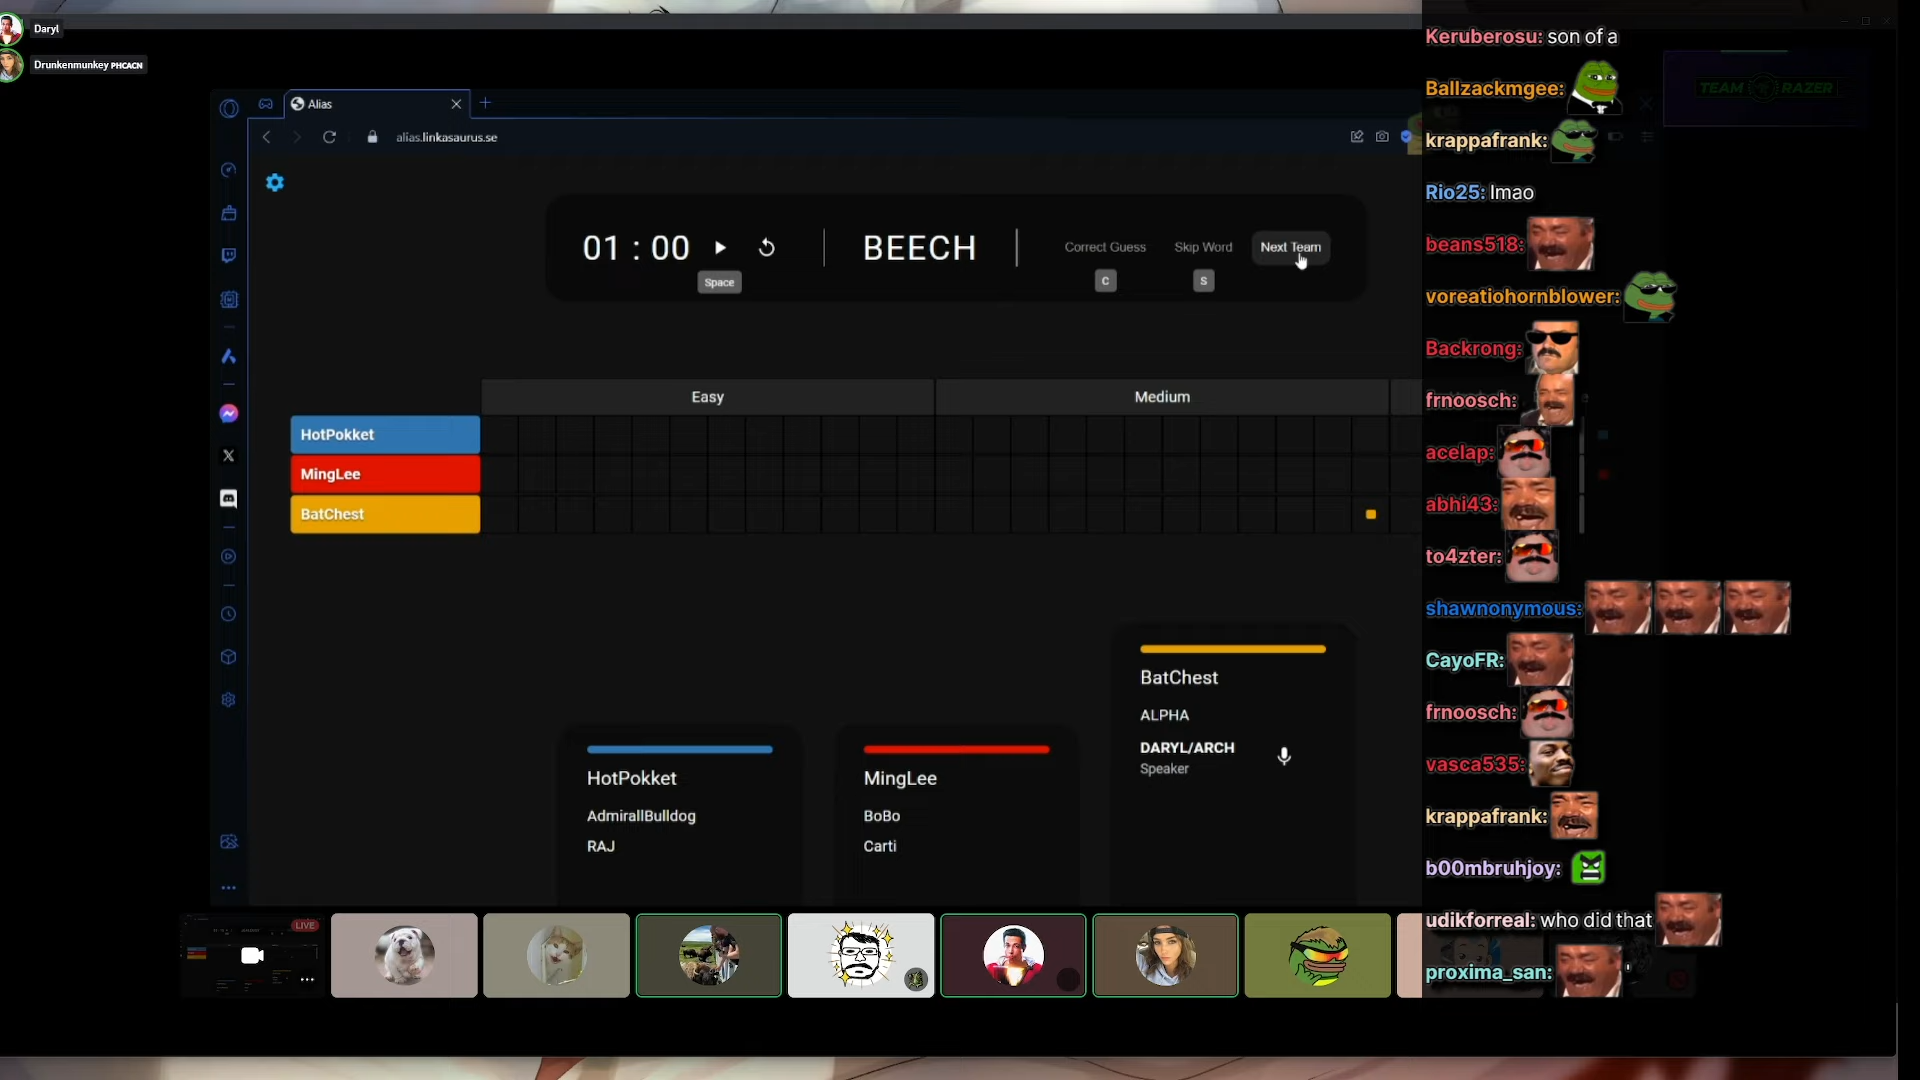 Daryl
Drunkenmunkey PHCACN
Alias
alias.linkasaurus.se
01 : 00
Space
BEECH
Correct Guess
C
Skip Word
S
Next Team
Easy
Medium
HotPokket
MingLee
BatChest
HotPokket
AdmirallBulldog
RAJ
MingLee
BoBo
Carti
BatChest
ALPHA
DARYL/ARCH
Speaker
LIVE
TEAM RAZER
Keruberosu: son of a
Ballzackmgee:
krappafrank:
Rio25: lmao
beans518:
voreatiohornblower:
Backrong:
frnoosch:
acelap:
abhi43:
to4zter:
shawnonymous:
CayoFR:
frnoosch:
vasca535:
krappafrank:
b00mbruhjoy:
udikforreal: who did that
proxima_san: '